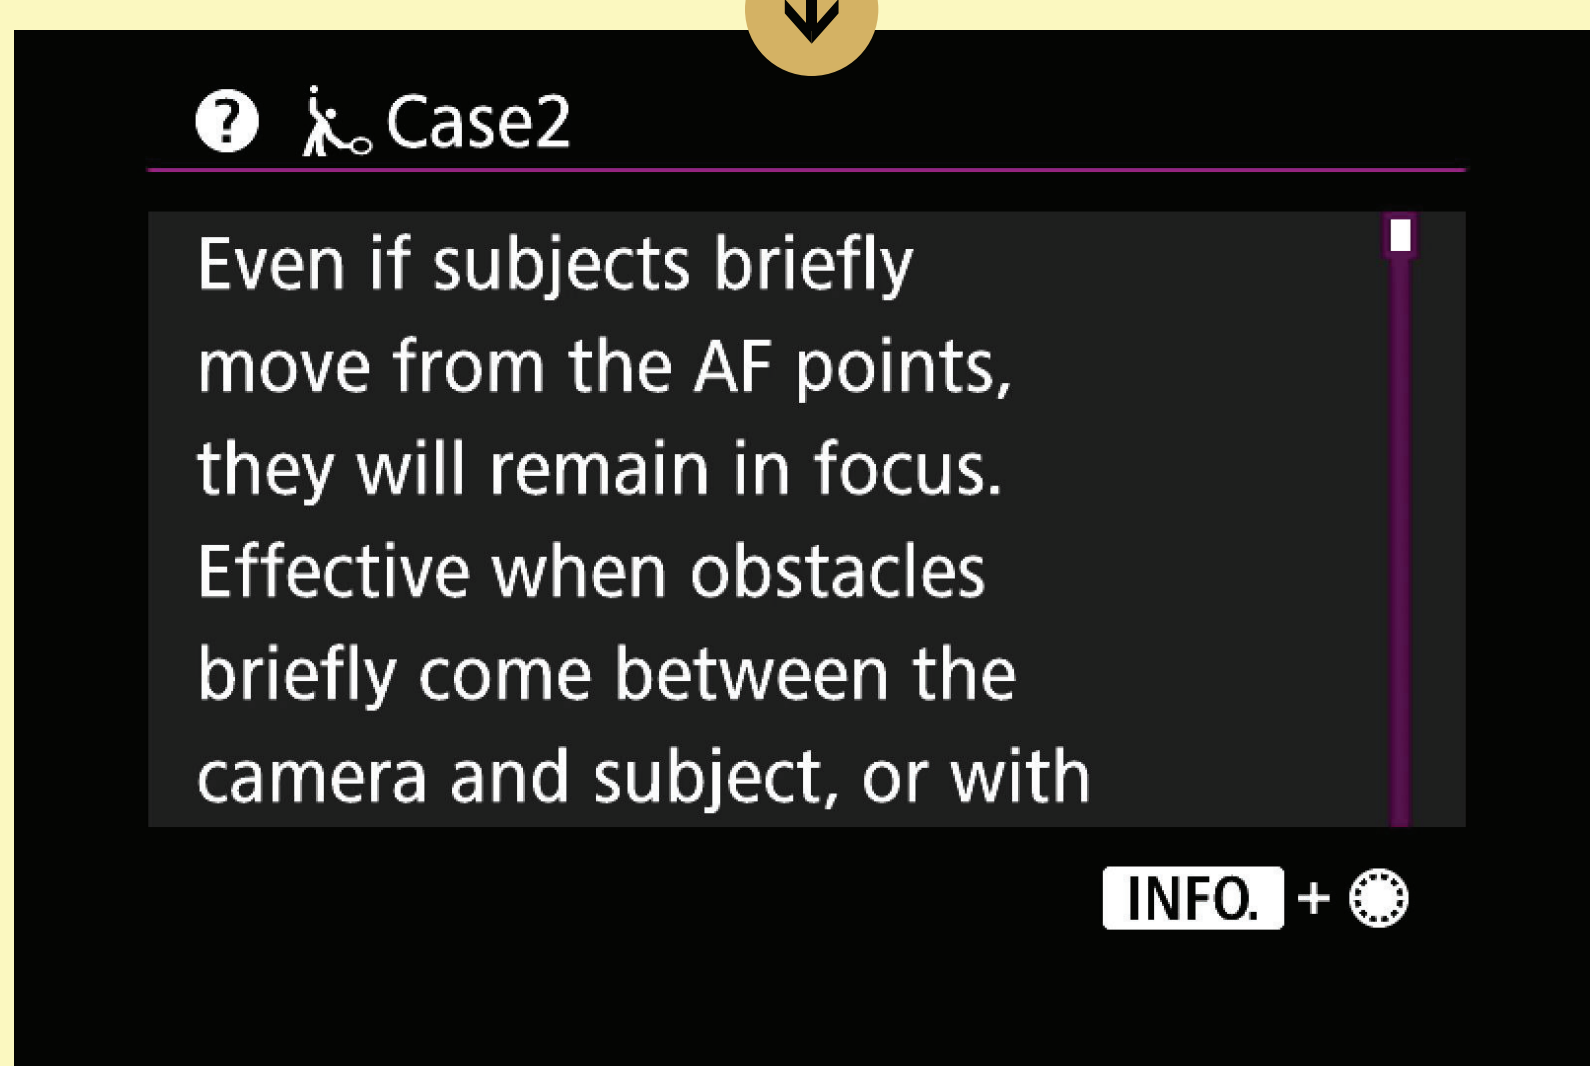 ? Case2
Even if subjects briefly
move from the AF points,
they will remain in focus.
Effective when obstacles
briefly come between the
camera and subject, or with
INFO. +